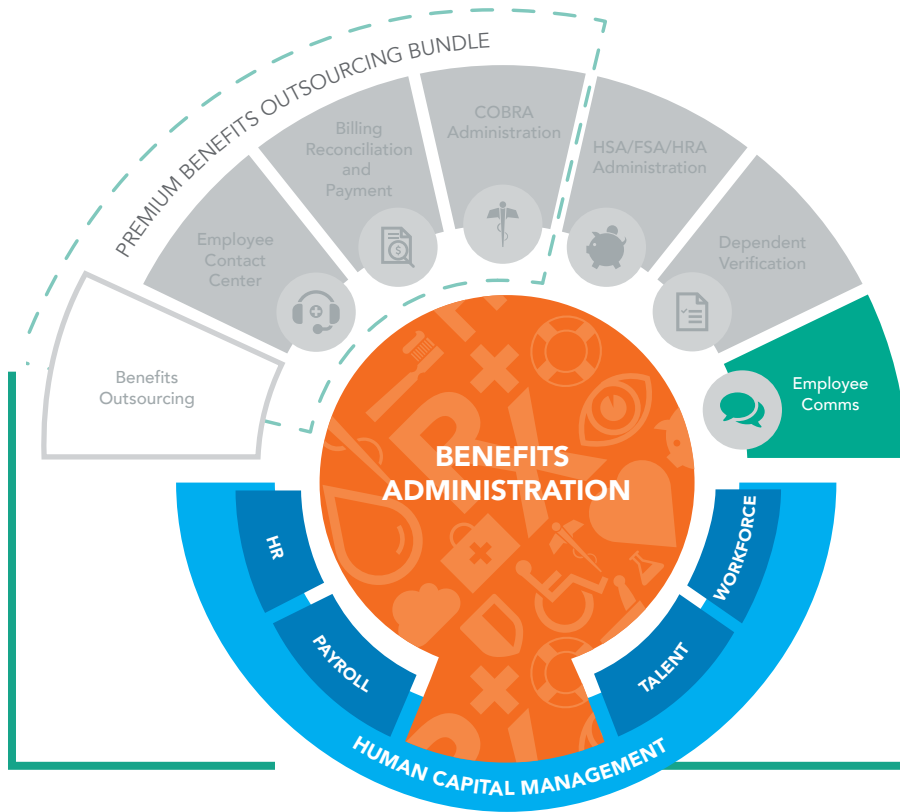 PREMIUM BENEFITS OUTSOURCING BUNDLE
Benefits
Outsourcing
Employee
Contact
Center
Billing
Reconciliation
and
Payment
$
COBRA
Administration
HSA/FSA/HRA
Administration
Dependent
Verification
Employee
Comms
BENEFITS
ADMINISTRATION
HR
PAYROLL
TALENT
WORKFORCE
HUMAN CAPITAL MANAGEMENT